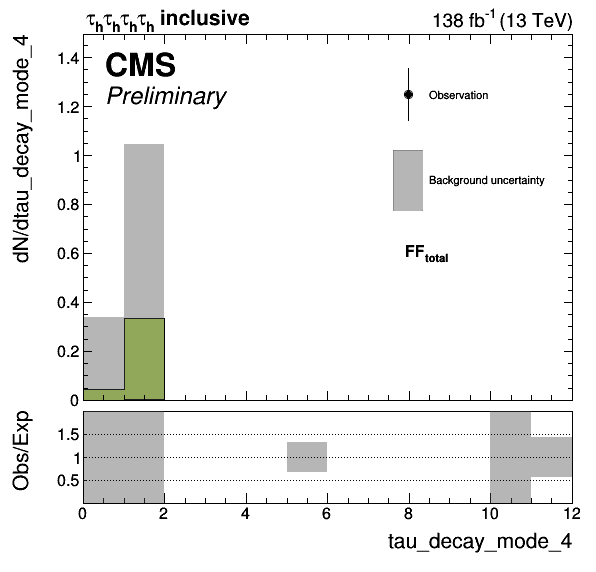 τhτhτhτh inclusive
138 fb-1 (13 TeV)
CMS
Preliminary
dN/dtau_decay_mode_4
1.4
1.2
1
0.8
0.6
0.4
0.2
0
Observation
Background uncertainty
FFtotal
Obs/Exp
1.5
1
0.5
0 2 4 6 8 10 12
tau_decay_mode_4